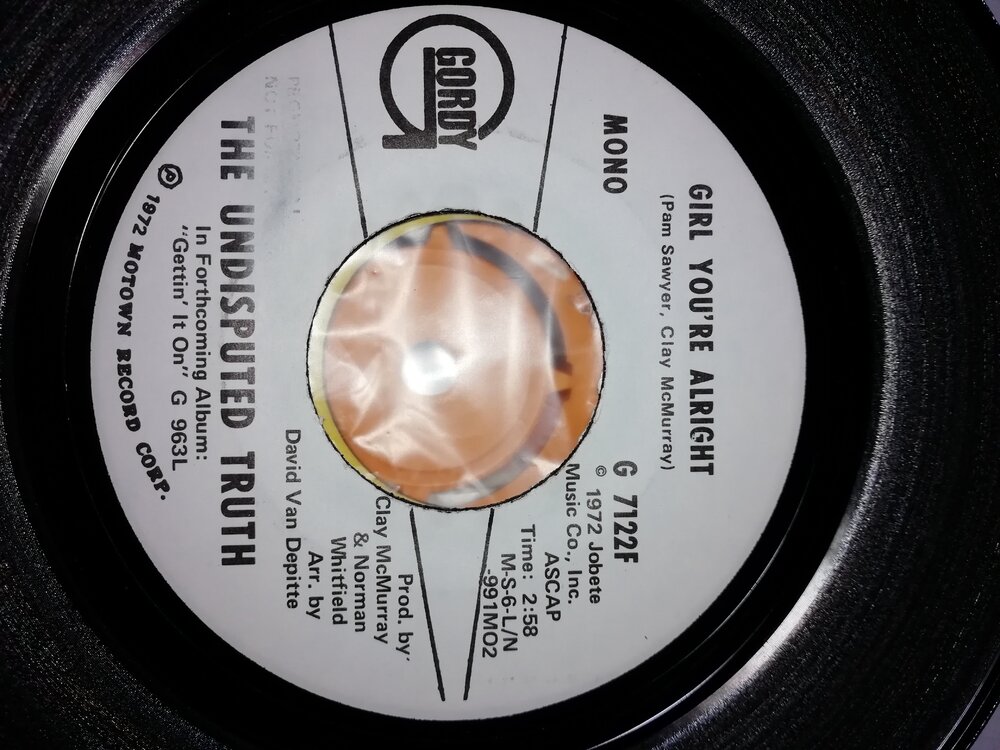 GIRL YOU'RE ALRIGHT
(Pam Sawyer, Clay McMurray)
MONO
G 7122F
© 1972 Jobete
Music Co., Inc.
ASCAP
Time: 2:58
M-S-6-L/N
-991MO2
GORDY
Prod. by
Clay McMurray
& Norman
Whitfield
Arr. by
David Van Depitte
THE UNDISPUTED TRUTH
In Forthcoming Album:
"Gettin' It On" G 963L
℗ 1972 MOTOWN RECORD CORP.